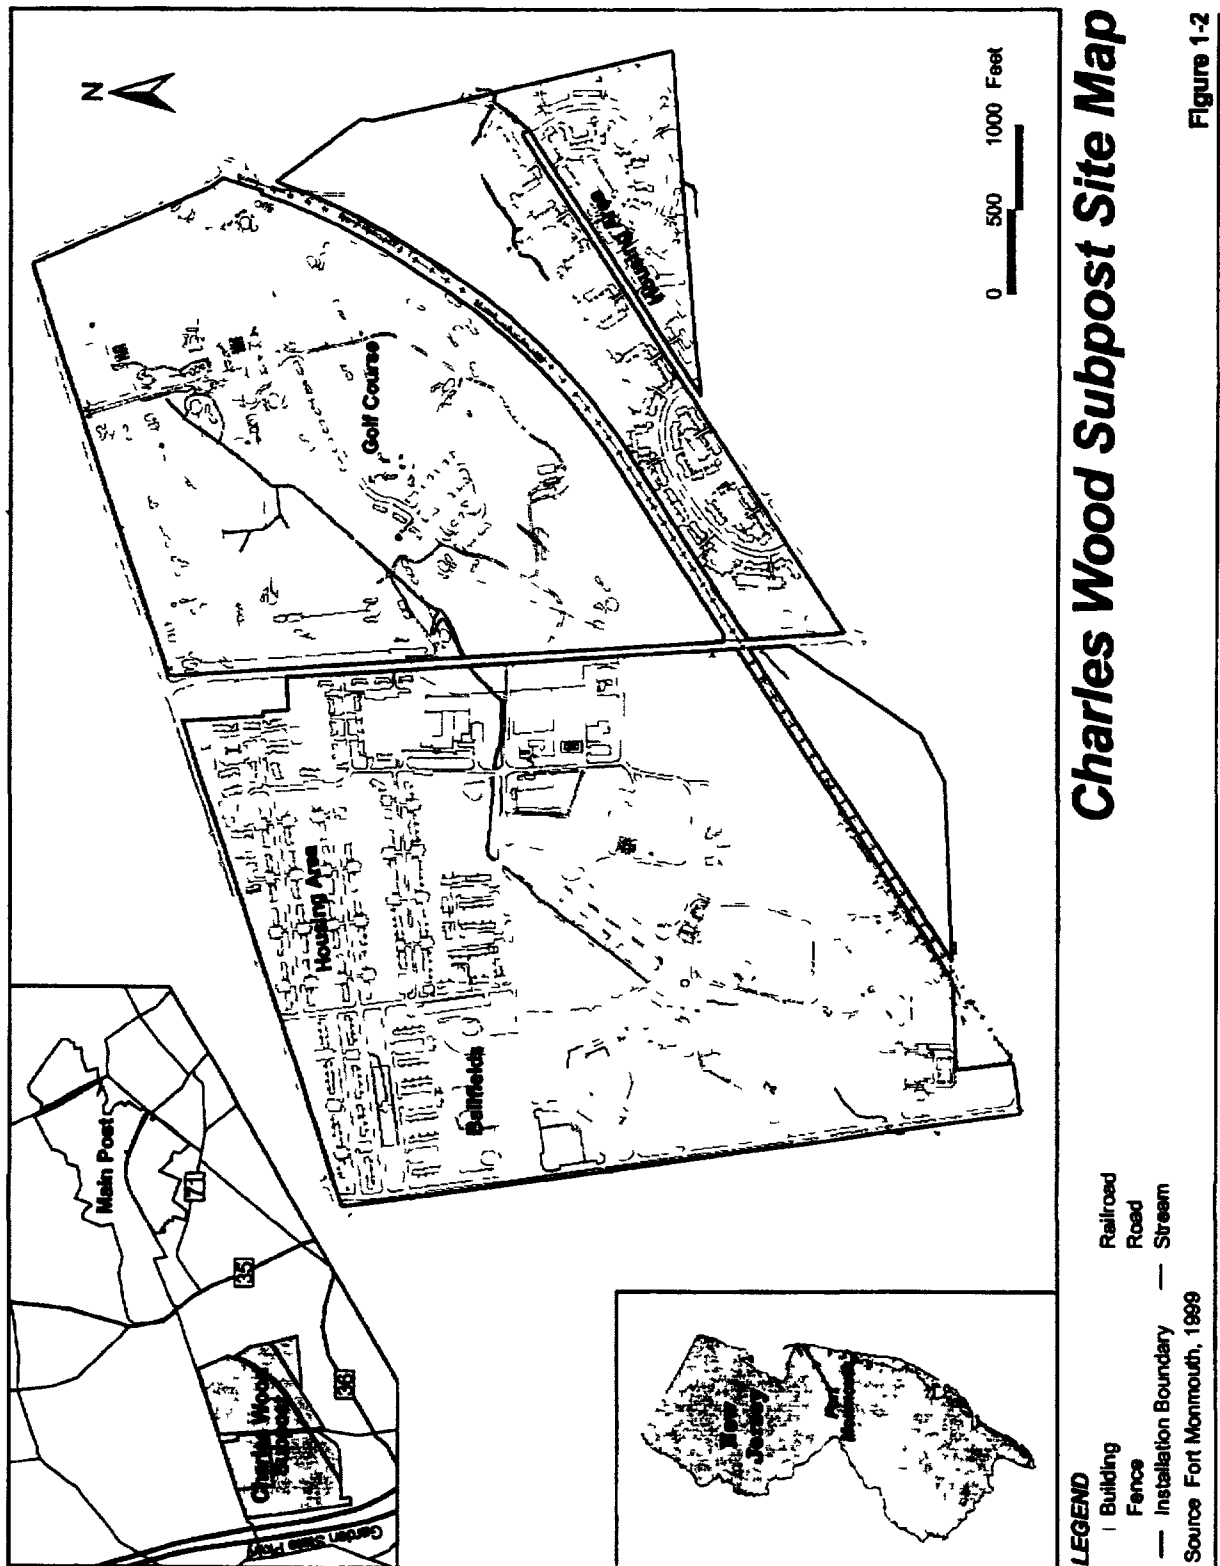 N
Main Post
71
35
36
Charles Wood
Subpost
Garden State Pkwy
Housing Area
Ballfields
Golf Course
Housing Area
New
Jersey
Fort
Monmouth
0 500 1000 Feet
LEGEND
Building
Railroad
Fence
Road
Installation Boundary
Stream
Source Fort Monmouth, 1999
Charles Wood Subpost Site Map
Figure 1-2